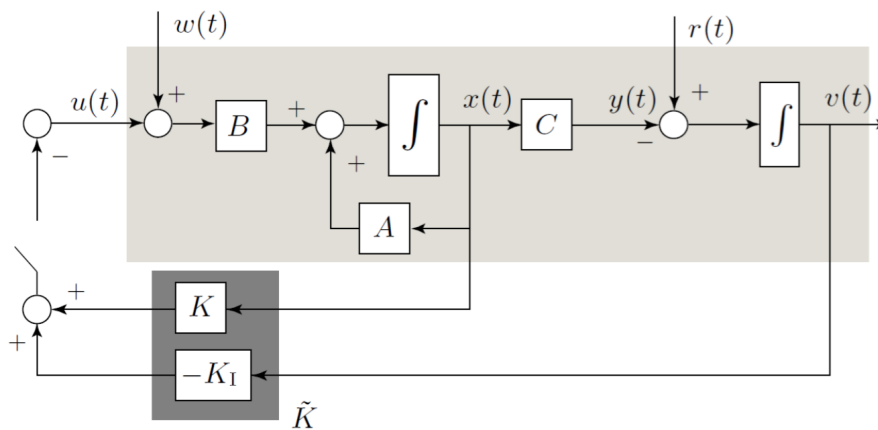 w(t)
r(t)
u(t) + B + ∫ x(t) C y(t) + ∫ v(t)
−
+
−
A
+ K
+
−K_I
K̃